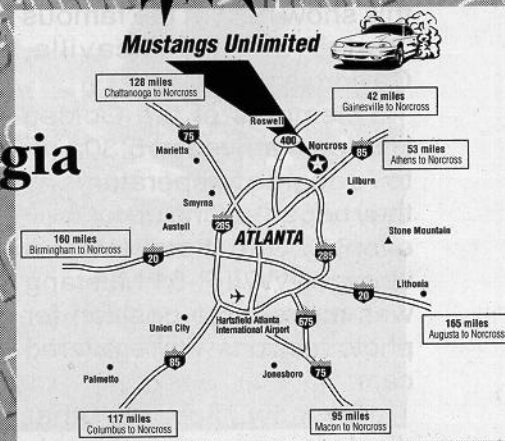 Mustangs Unlimited
128 miles
Chattanooga to Norcross
42 miles
Gainesville to Norcross
Roswell
400
75
Marietta
Norcross
85
53 miles
Athens to Norcross
gia
Smyrna
Lilburn
Austell
285
ATLANTA
Stone Mountain
160 miles
Birmingham to Norcross
20
285
Lithonia
20
Hartsfield Atlanta
International Airport
Union City
675
165 miles
Augusta to Norcross
85
Jonesboro
75
Palmetto
117 miles
Columbus to Norcross
95 miles
Macon to Norcross